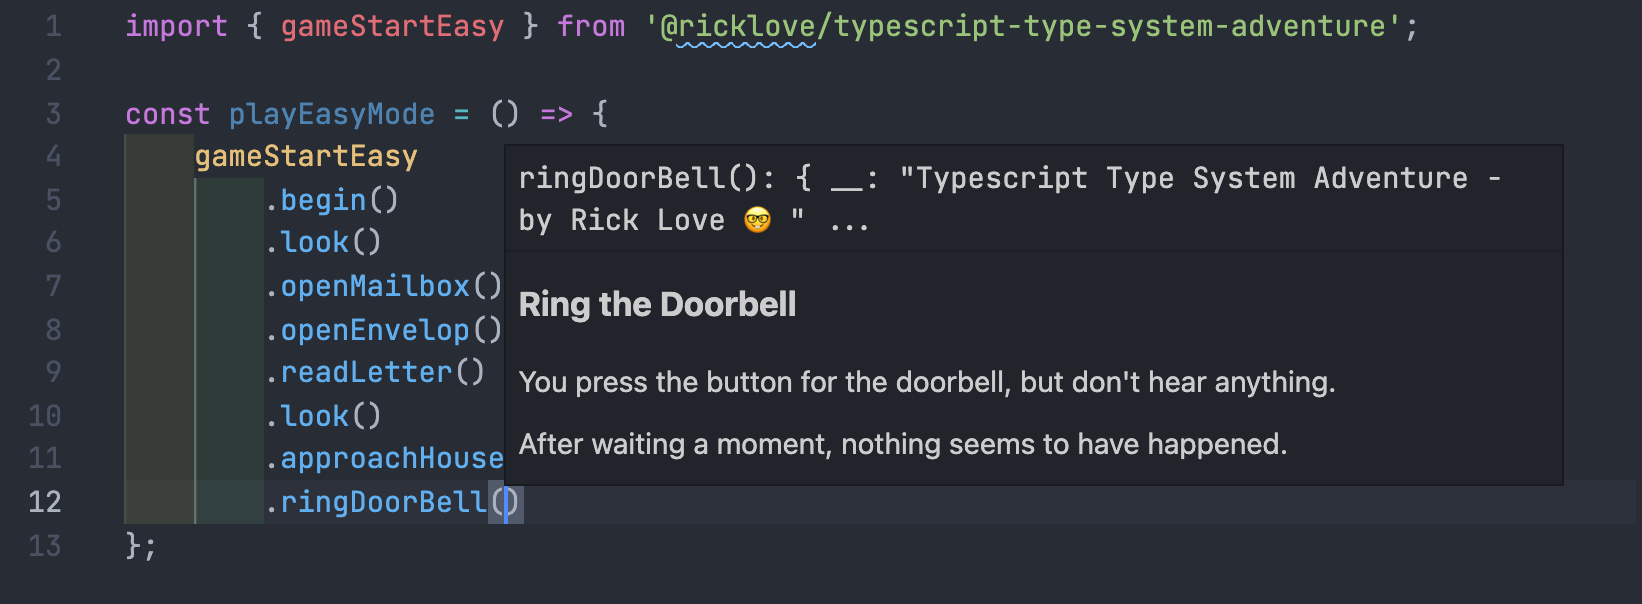 1 import { gameStartEasy } from '@ricklove/typescript-type-system-adventure';
2
3 const playEasyMode = () => {
4 gameStartEasy
5 .begin()
6 .look()
7 .openMailbox()
8 .openEnvelop()
9 .readLetter()
10 .look()
11 .approachHouse
12 .ringDoorBell()
13 };
ringDoorBell(): { __: "Typescript Type System Adventure -
by Rick Love 🤓 " ...
Ring the Doorbell
You press the button for the doorbell, but don't hear anything.
After waiting a moment, nothing seems to have happened.